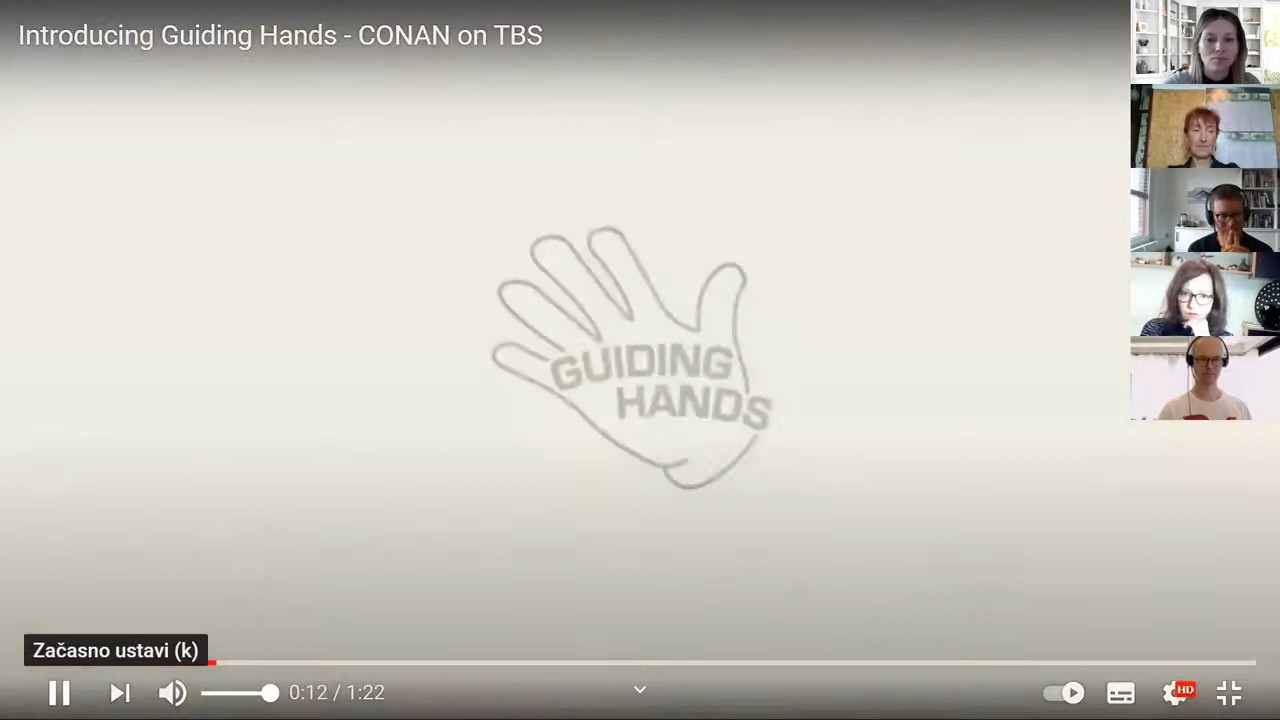 Introducing Guiding Hands - CONAN on TBS
GUIDING
HANDS
Začasno ustavi (k)
0:12 / 1:22
HD